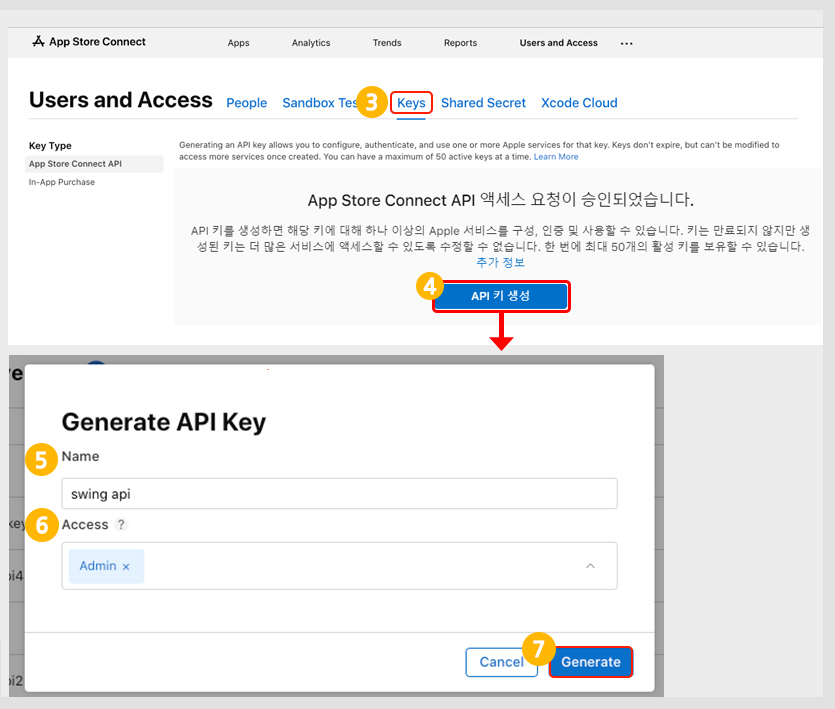 App Store Connect Apps Analytics Trends Reports Users and Access ...
Users and Access People Sandbox Tes 3 Keys Shared Secret Xcode Cloud
Key Type
App Store Connect API
In-App Purchase
Generating an API key allows you to configure, authenticate, and use one or more Apple services for that key. Keys don't expire, but can't be modified to
access more services once created. You can have a maximum of 50 active keys at a time. Learn More
App Store Connect API 액세스 요청이 승인되었습니다.
API 키를 생성하면 해당 키에 대해 하나 이상의 Apple 서비스를 구성, 인증 및 사용할 수 있습니다. 키는 만료되지 않지만 생
성된 키는 더 많은 서비스에 액세스할 수 있도록 수정할 수 없습니다. 한 번에 최대 50개의 활성 키를 보유할 수 있습니다.
추가 정보
4 API 키 생성
Generate API Key
5 Name
swing api
6 Access ?
Admin ×
Cancel 7 Generate